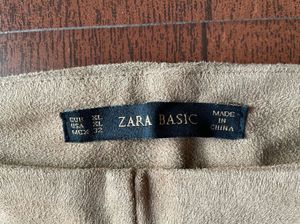 EUR XL
USA XL
MEX 32
ZARA BASIC
MADE IN
CHINA